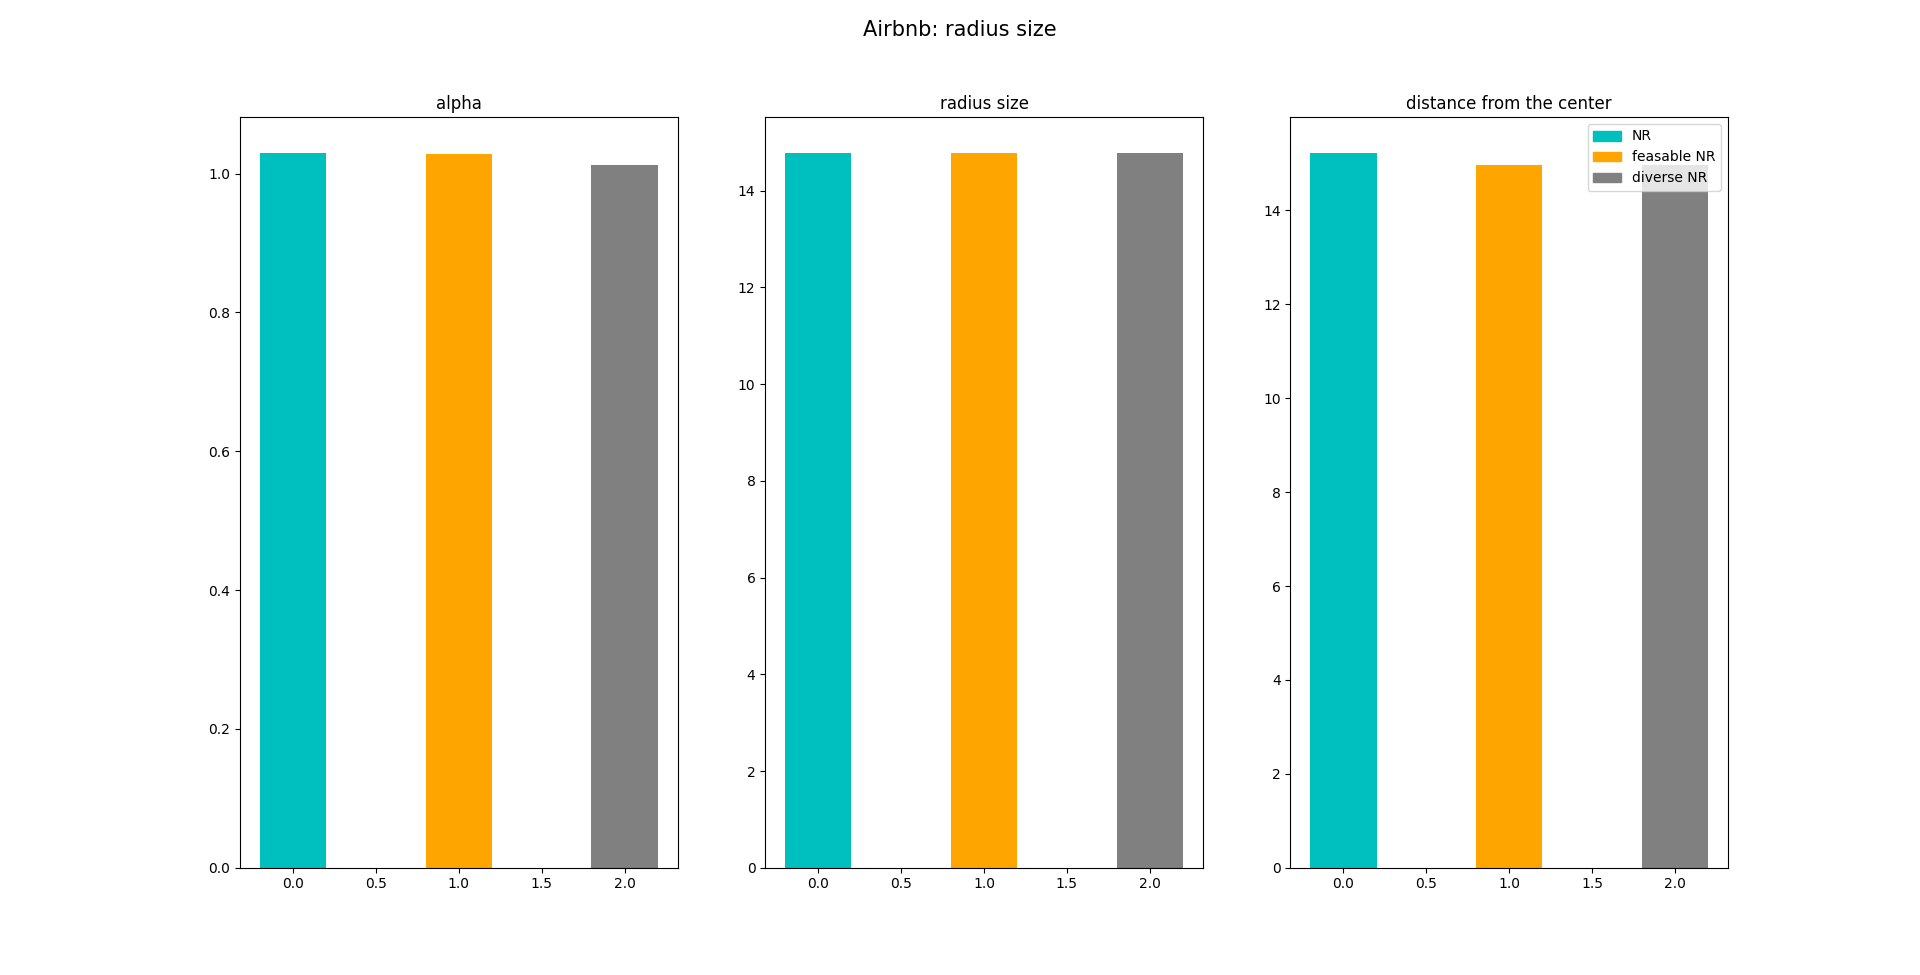 Airbnb: radius size
alpha
1.0
0.8
0.6
0.4
0.2
0.0
0.0 0.5 1.0 1.5 2.0
radius size
14
12
10
8
6
4
2
0
0.0 0.5 1.0 1.5 2.0
distance from the center
NR
feasable NR
diverse NR
14
12
10
8
6
4
2
0
0.0 0.5 1.0 1.5 2.0